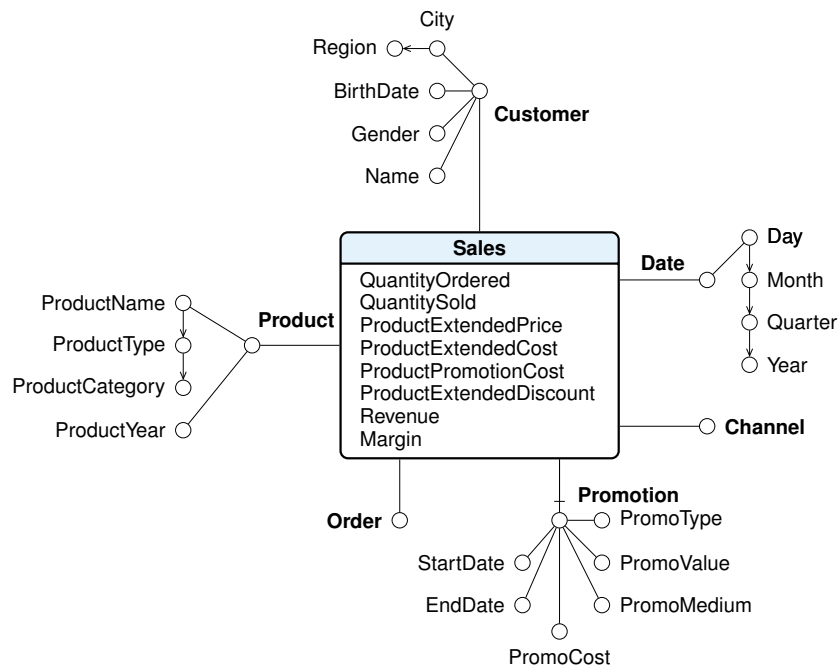 City
Region
BirthDate
Customer
Gender
Name
Sales
Day
Date
QuantityOrdered
Month
QuantitySold
ProductName
Product
ProductExtendedPrice
Quarter
ProductType
ProductExtendedCost
Year
ProductPromotionCost
ProductCategory
ProductExtendedDiscount
Revenue
ProductYear
Channel
Margin
Promotion
Order
PromoType
StartDate
PromoValue
EndDate
PromoMedium
PromoCost